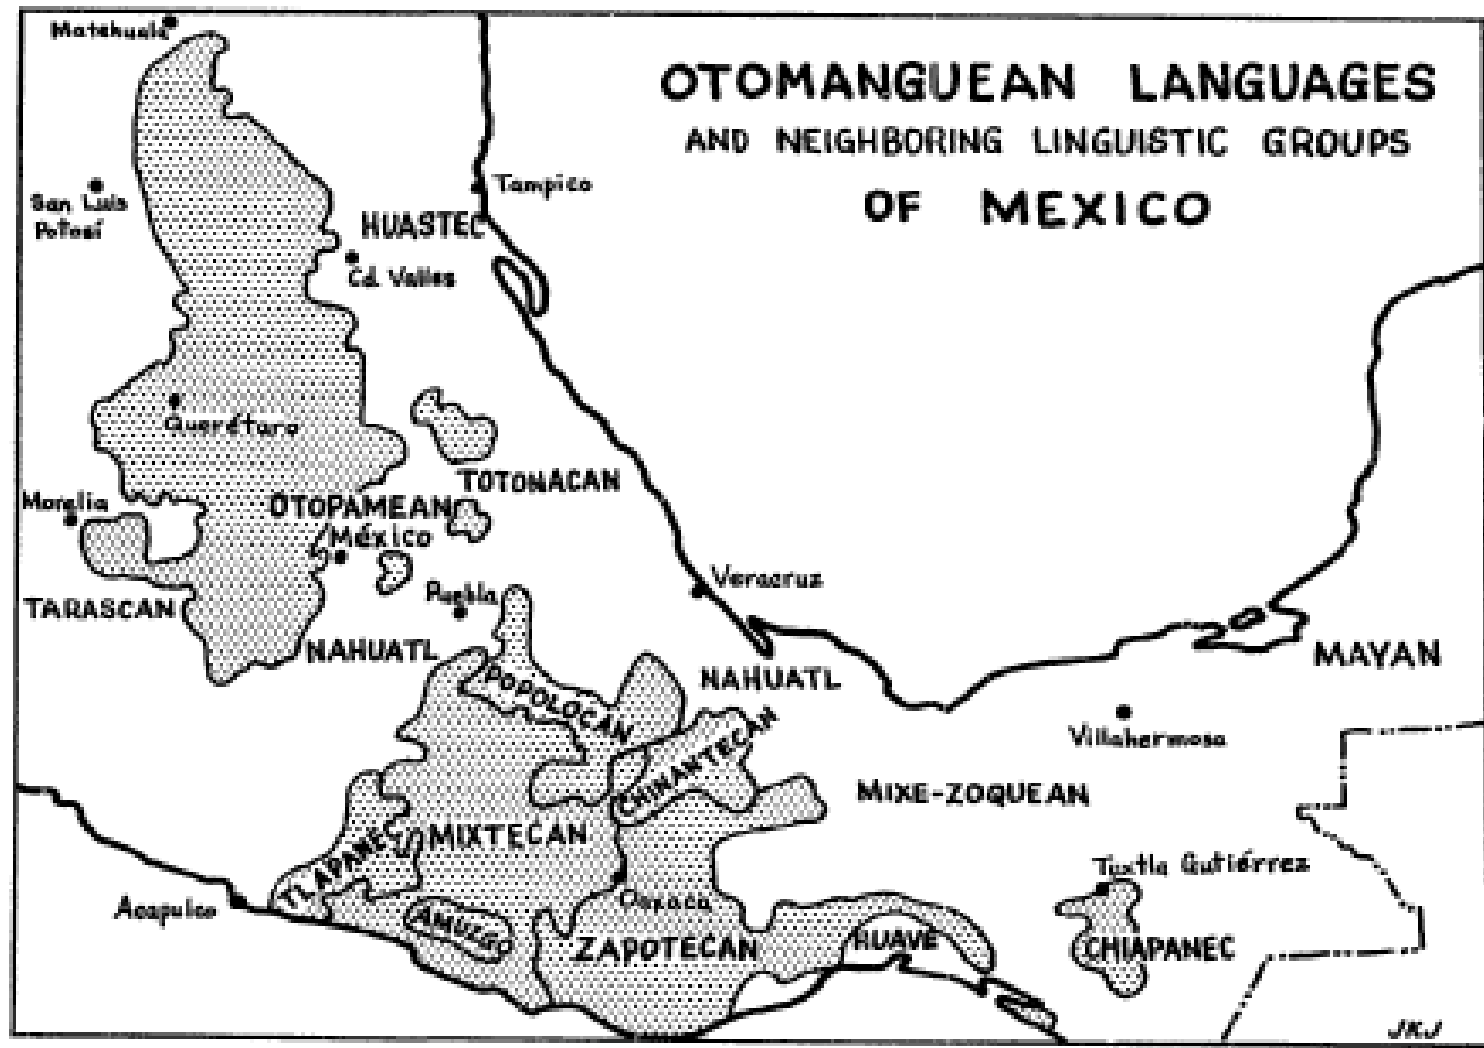 OTOMANGUEAN LANGUAGES
AND NEIGHBORING LINGUISTIC GROUPS
OF MEXICO
Matehuala
San Luis
Potosí
Tampico
HUASTEC
Cd. Valles
Querétaro
TOTONACAN
Morelia
OTOPAMEAN
México
Puebla
Veracruz
TARASCAN
NAHUATL
MAYAN
POPOLOCAN
NAHUATL
CHINANTECAN
Villahermosa
MIXE-ZOQUEAN
TLAPANEC
MIXTECAN
Tuxtla Gutiérrez
Acapulco
Oaxaca
AMUZGO
ZAPOTECAN
HUAVE
CHIAPANEC
JKJ